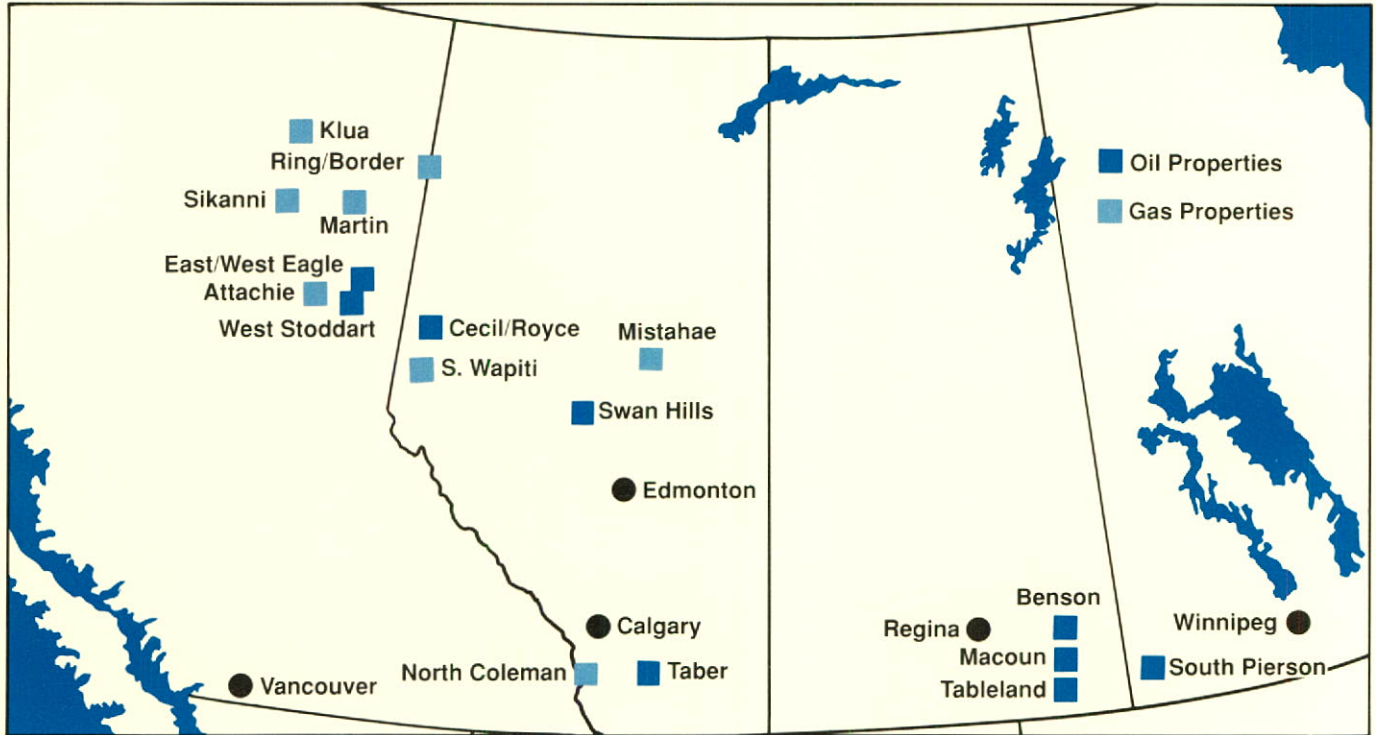 Klua
Ring/Border
Sikanni
Martin
East/West Eagle
Attachie
West Stoddart
Cecil/Royce
S. Wapiti
Mistahae
Swan Hills
Edmonton
Calgary
North Coleman
Taber
Vancouver
Oil Properties
Gas Properties
Benson
Regina
Macoun
Tableland
Winnipeg
South Pierson